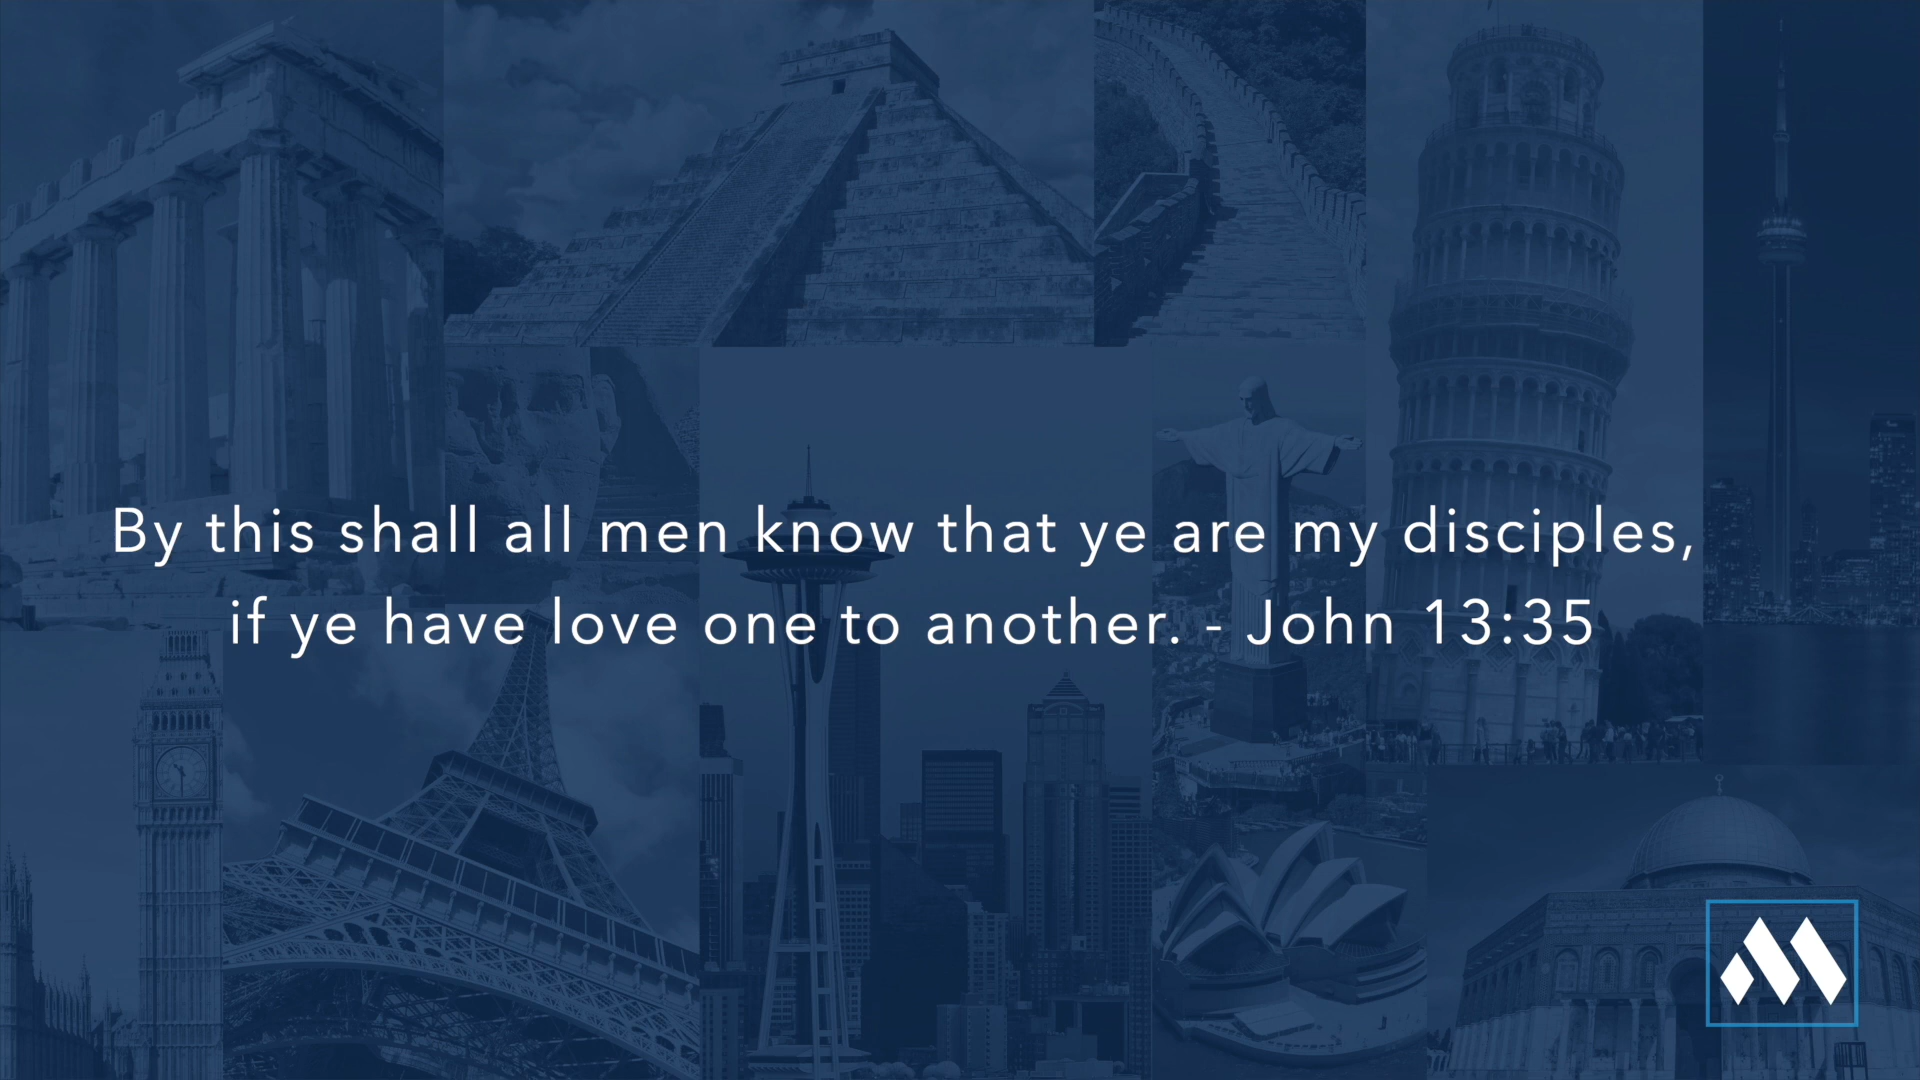 By this shall all men know that ye are my disciples,
if ye have love one to another. - John 13:35